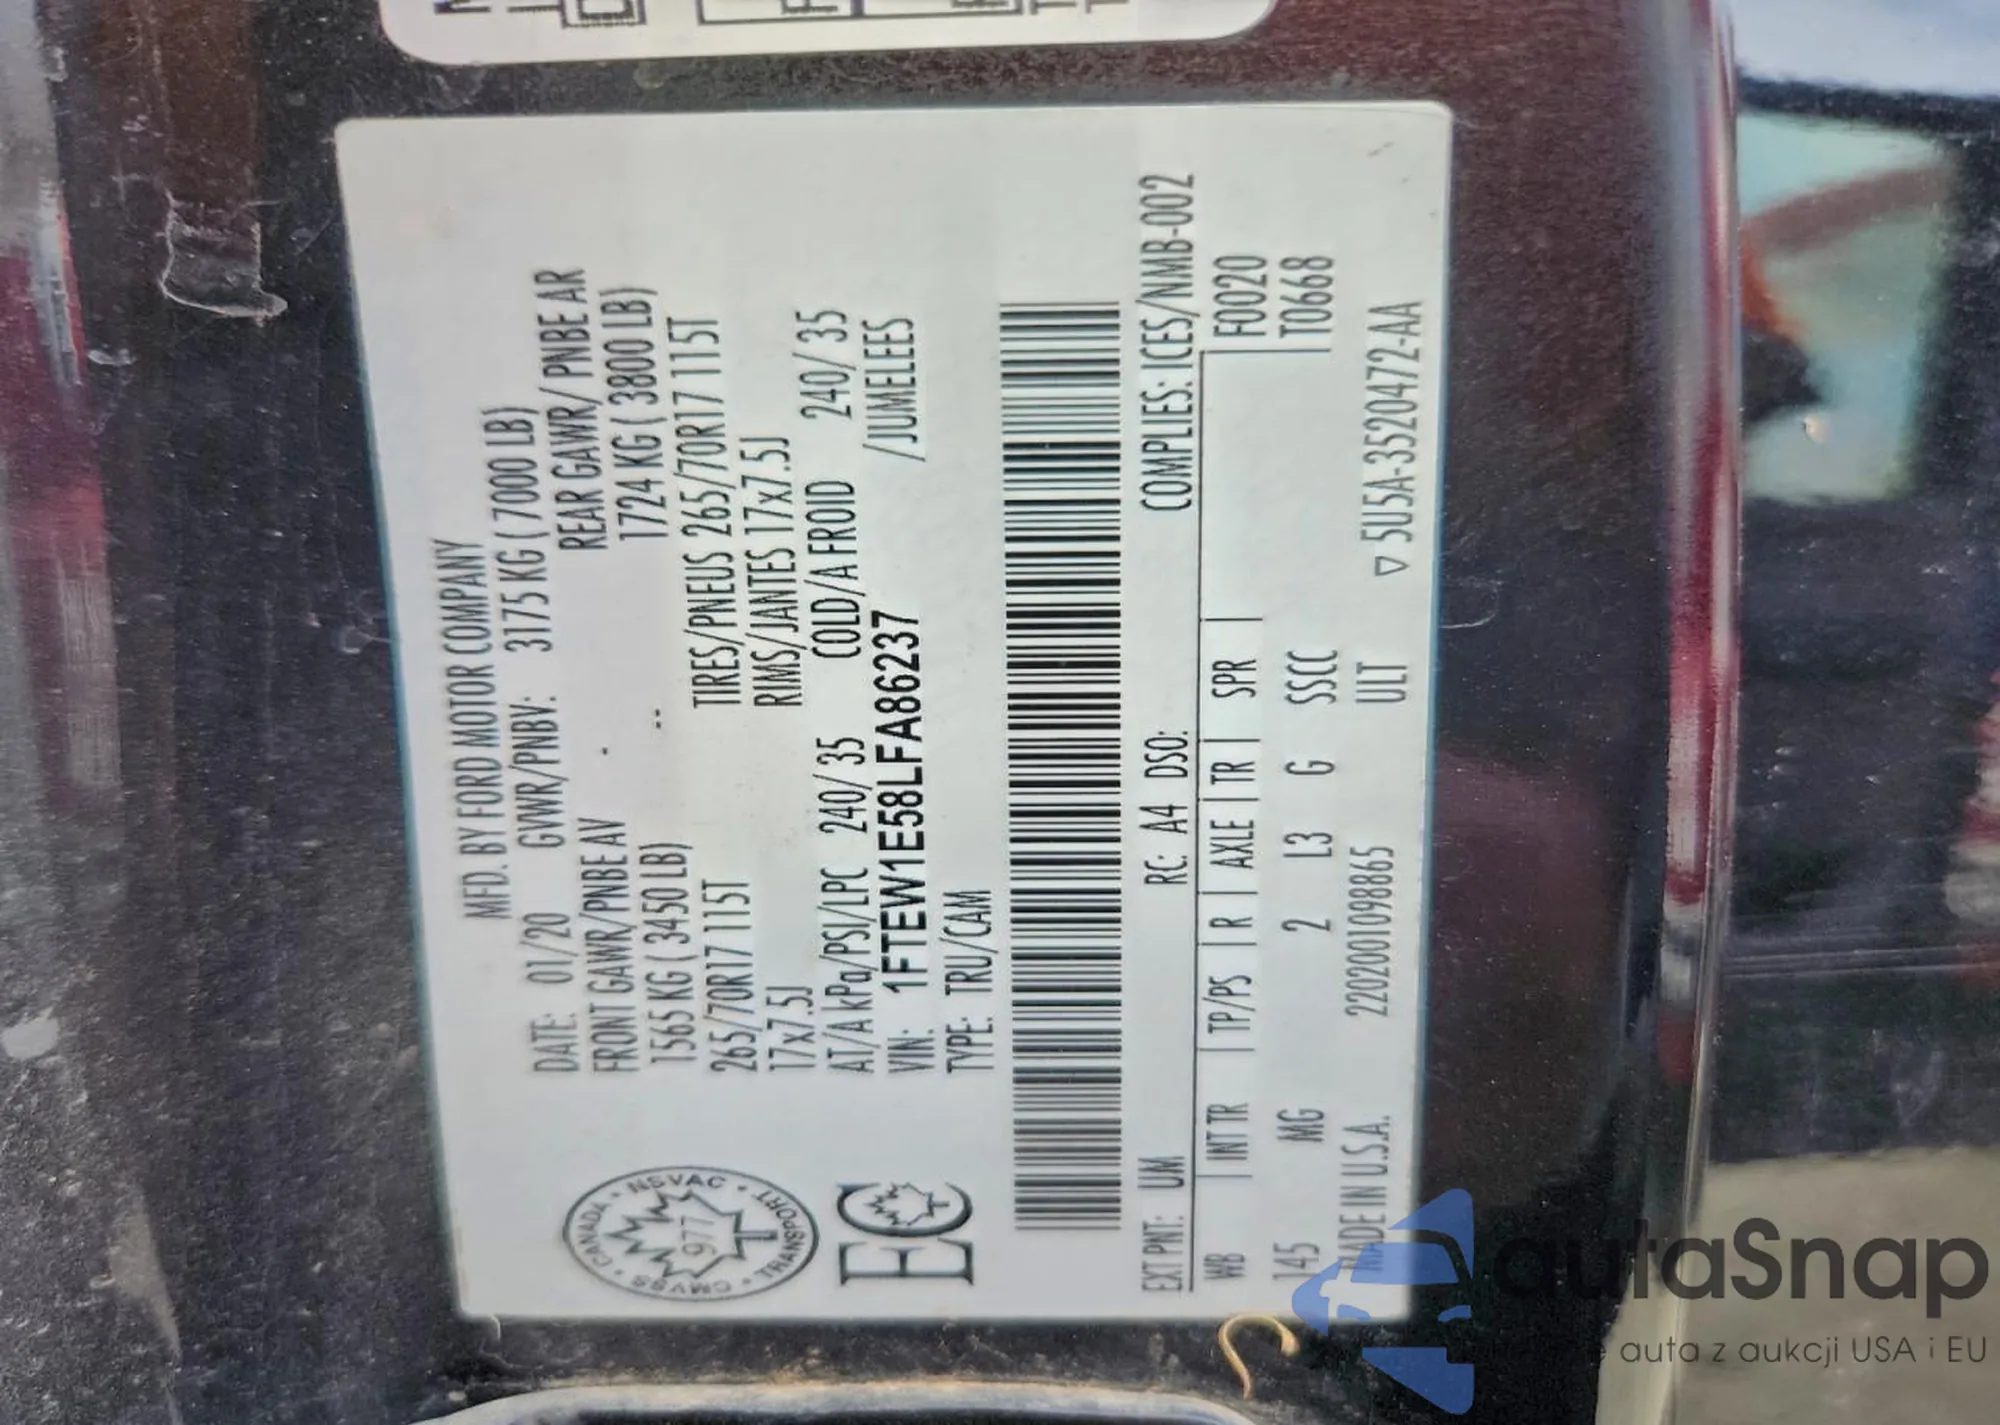 MFD. BY FORD MOTOR COMPANY
DATE: 01/20 GVWR/PNBV: 3175 KG ( 7000 LB)
FRONT GAWR/PNBE AV REAR GAWR/ PNBE AR
1565 KG ( 3450 LB) 1724 KG ( 3800 LB)
265/70R17 115T TIRES/PNEUS 265/70R17 115T
17x7.5J RIMS/JANTES 17x7.5J
AT/A kPa/PSI/LPC 240/ 35 COLD/A FROID 240/ 35
VIN: 1FTEW1E58LFA86237 /JUMELEES
TYPE: TRU/CAM
CANADA · NSVAC · TRANSPORT · CMVSS
977
T
EC
EXT PNT: UM RC: A4 DSO: COMPLIES: ICES/NMB-002
WB INT TR TP/PS R AXLE TR SPR F0020
145 MG 2 L3 G SSCC T0668
MADE IN U.S.A. 2202001098865 ULT ▽ 5U5A-3520472-AA
autaSnap
auta z aukcji USA i EU